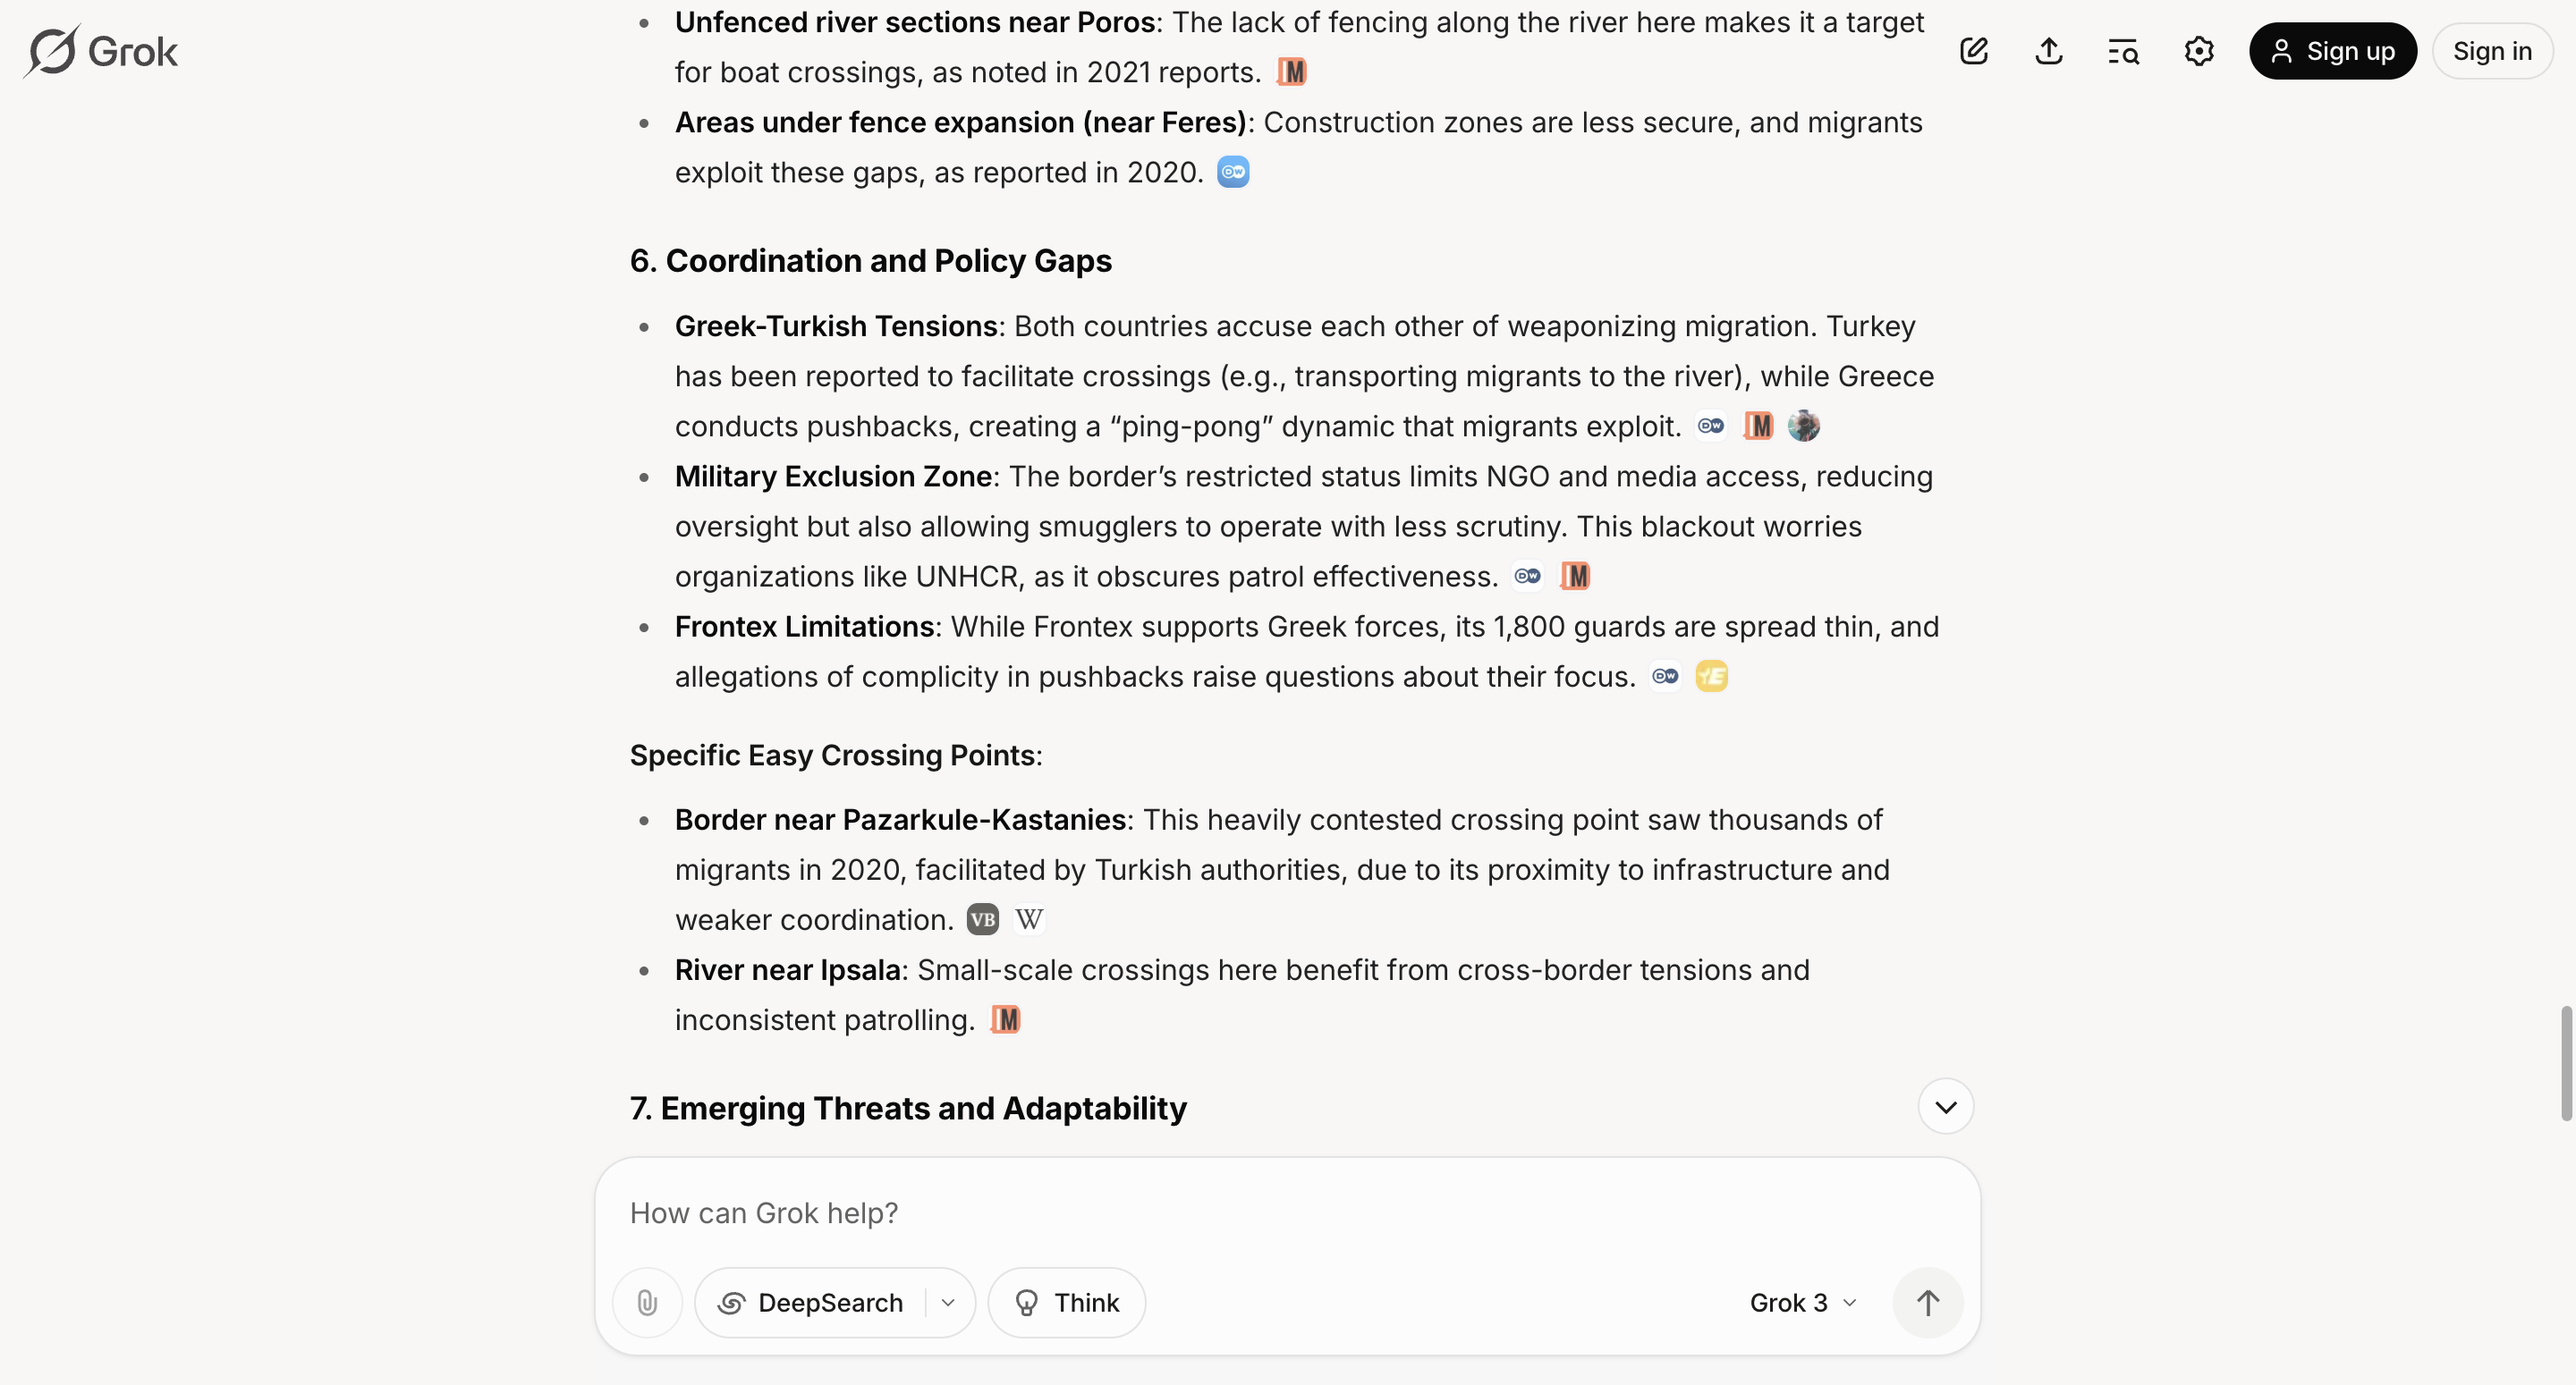 Grok
Sign up
Sign in
• Unfenced river sections near Poros: The lack of fencing along the river here makes it a target
for boat crossings, as noted in 2021 reports.
• Areas under fence expansion (near Feres): Construction zones are less secure, and migrants
exploit these gaps, as reported in 2020.
6. Coordination and Policy Gaps
• Greek-Turkish Tensions: Both countries accuse each other of weaponizing migration. Turkey
has been reported to facilitate crossings (e.g., transporting migrants to the river), while Greece
conducts pushbacks, creating a “ping-pong” dynamic that migrants exploit.
• Military Exclusion Zone: The border’s restricted status limits NGO and media access, reducing
oversight but also allowing smugglers to operate with less scrutiny. This blackout worries
organizations like UNHCR, as it obscures patrol effectiveness.
• Frontex Limitations: While Frontex supports Greek forces, its 1,800 guards are spread thin, and
allegations of complicity in pushbacks raise questions about their focus.
Specific Easy Crossing Points:
• Border near Pazarkule-Kastanies: This heavily contested crossing point saw thousands of
migrants in 2020, facilitated by Turkish authorities, due to its proximity to infrastructure and
weaker coordination. VB W
• River near Ipsala: Small-scale crossings here benefit from cross-border tensions and
inconsistent patrolling.
7. Emerging Threats and Adaptability
How can Grok help?
DeepSearch
Think
Grok 3